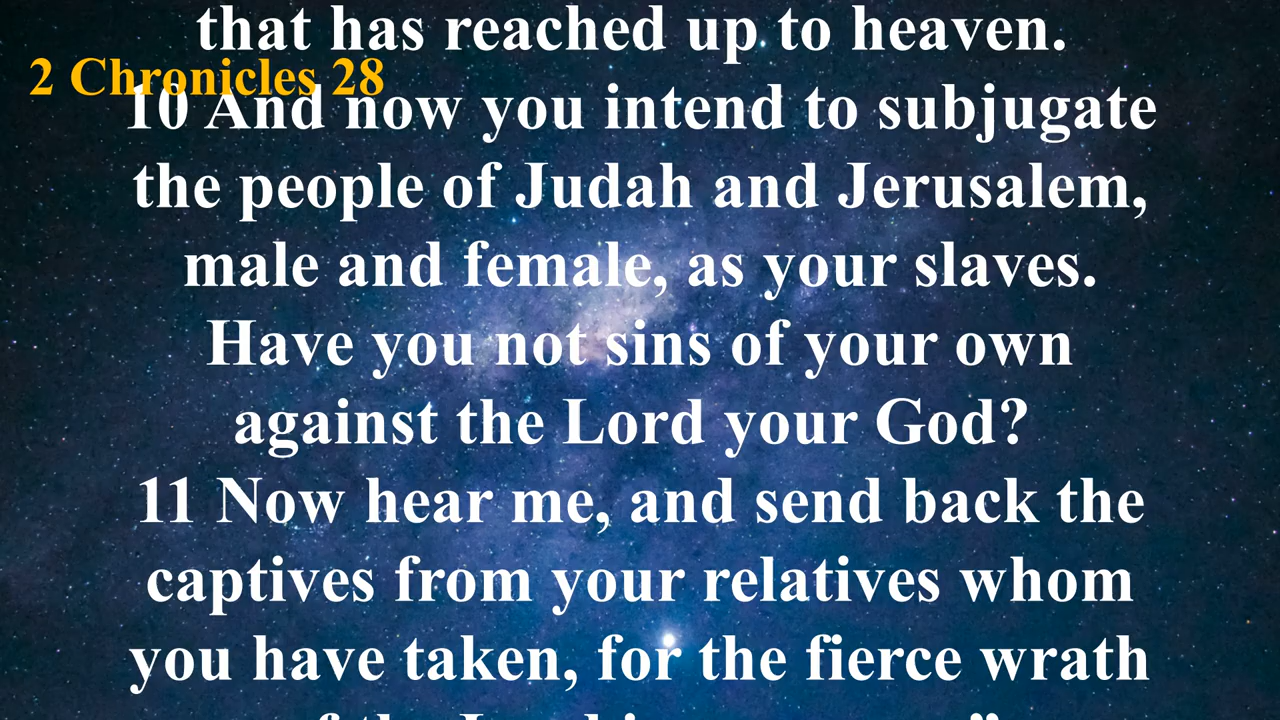 that has reached up to heaven.
2 Chronicles 28
10 And now you intend to subjugate
the people of Judah and Jerusalem,
male and female, as your slaves.
Have you not sins of your own
against the Lord your God?
11 Now hear me, and send back the
captives from your relatives whom
you have taken, for the fierce wrath